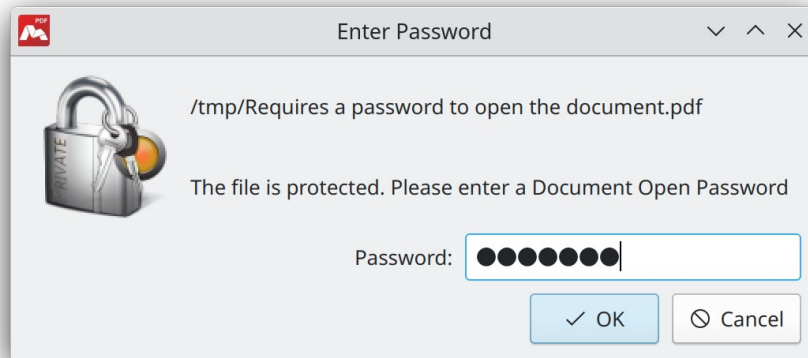 PDF
Enter Password
/tmp/Requires a password to open the document.pdf
PRIVATE
The file is protected. Please enter a Document Open Password
Password: ●●●●●●●
OK Cancel